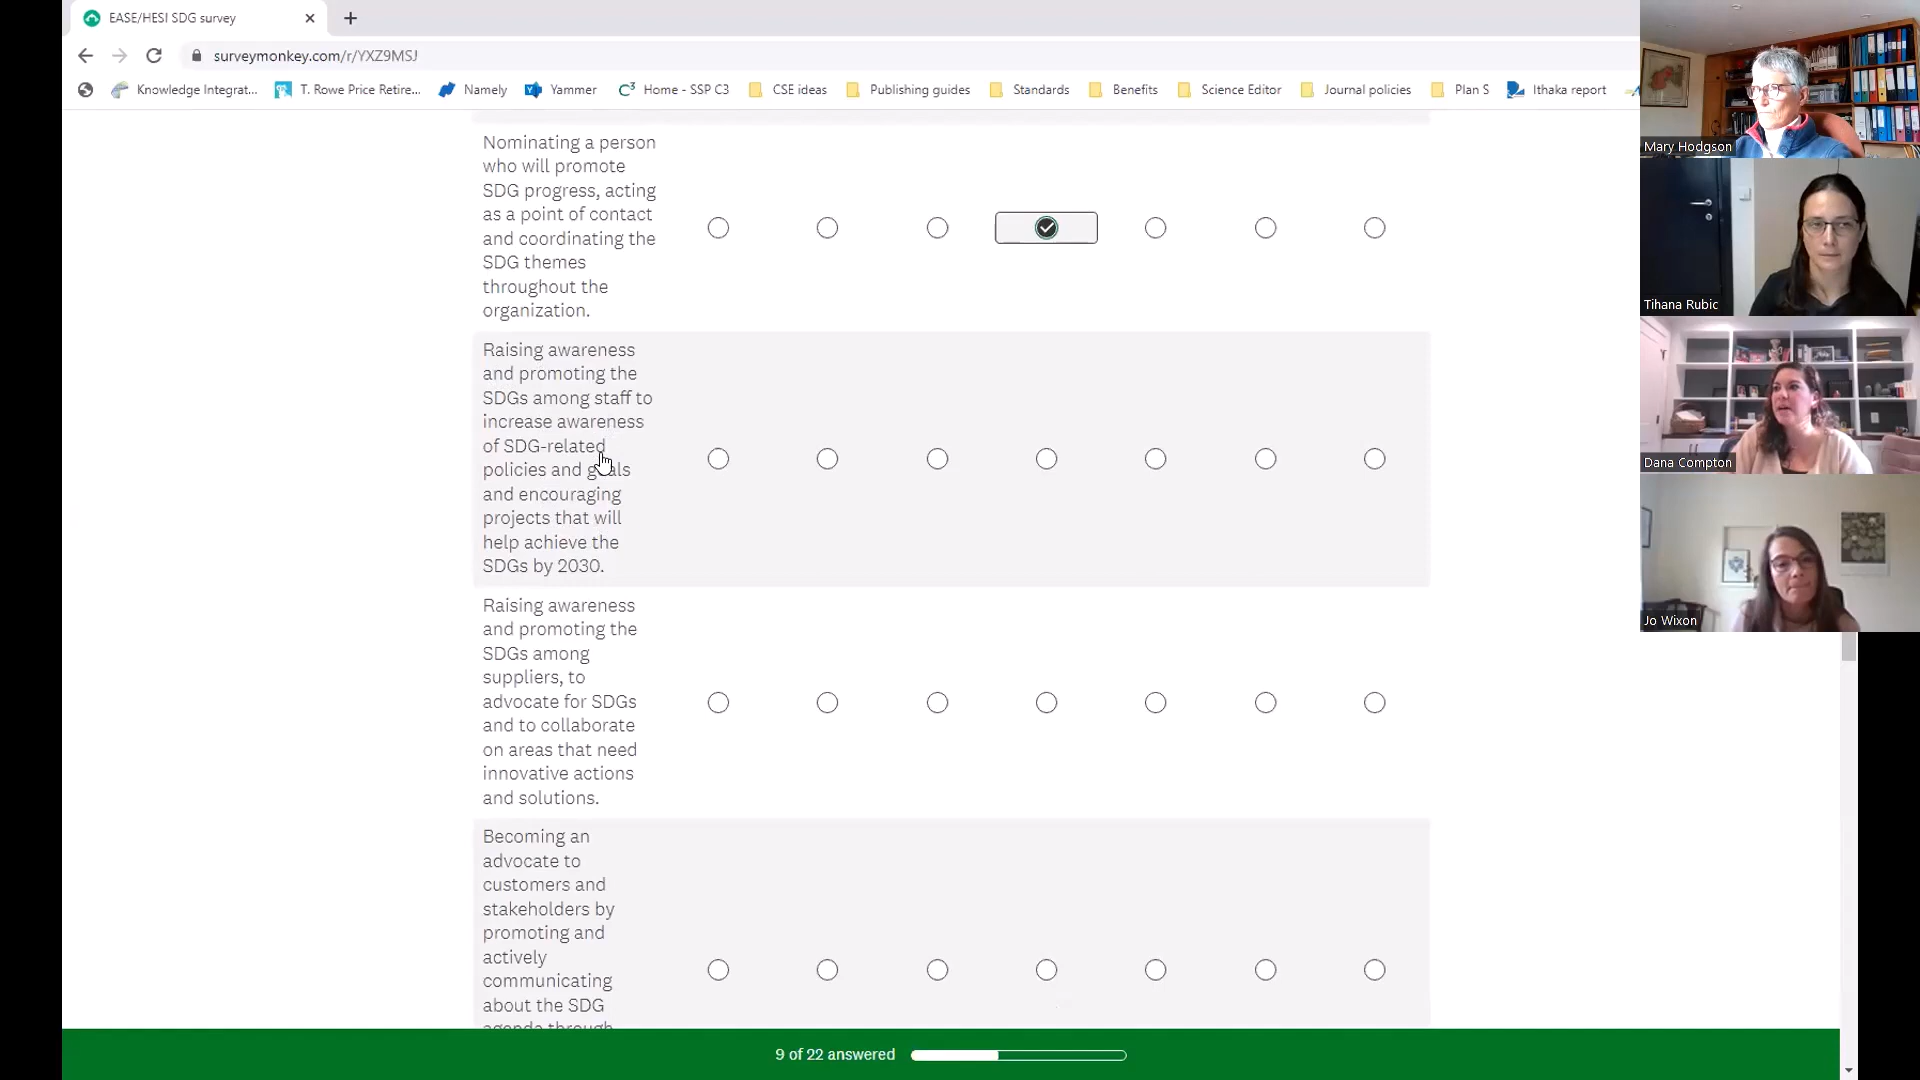 EASE/HESI SDG survey
surveymonkey.com/r/YXZ9MSJ
Knowledge Integrat...
T. Rowe Price Retire...
Namely
Yammer
C3 Home - SSP C3
CSE ideas
Publishing guides
Standards
Benefits
Science Editor
Journal policies
Plan S
Ithaka report
Nominating a person
who will promote
SDG progress, acting
as a point of contact
and coordinating the
SDG themes
throughout the
organization.
Raising awareness
and promoting the
SDGs among staff to
increase awareness
of SDG-related
policies and goals
and encouraging
projects that will
help achieve the
SDGs by 2030.
Raising awareness
and promoting the
SDGs among
suppliers, to
advocate for SDGs
and to collaborate
on areas that need
innovative actions
and solutions.
Becoming an
advocate to
customers and
stakeholders by
promoting and
actively
communicating
about the SDG
agenda through
9 of 22 answered
Mary Hodgson
Tihana Rubic
Dana Compton
Jo Wixon